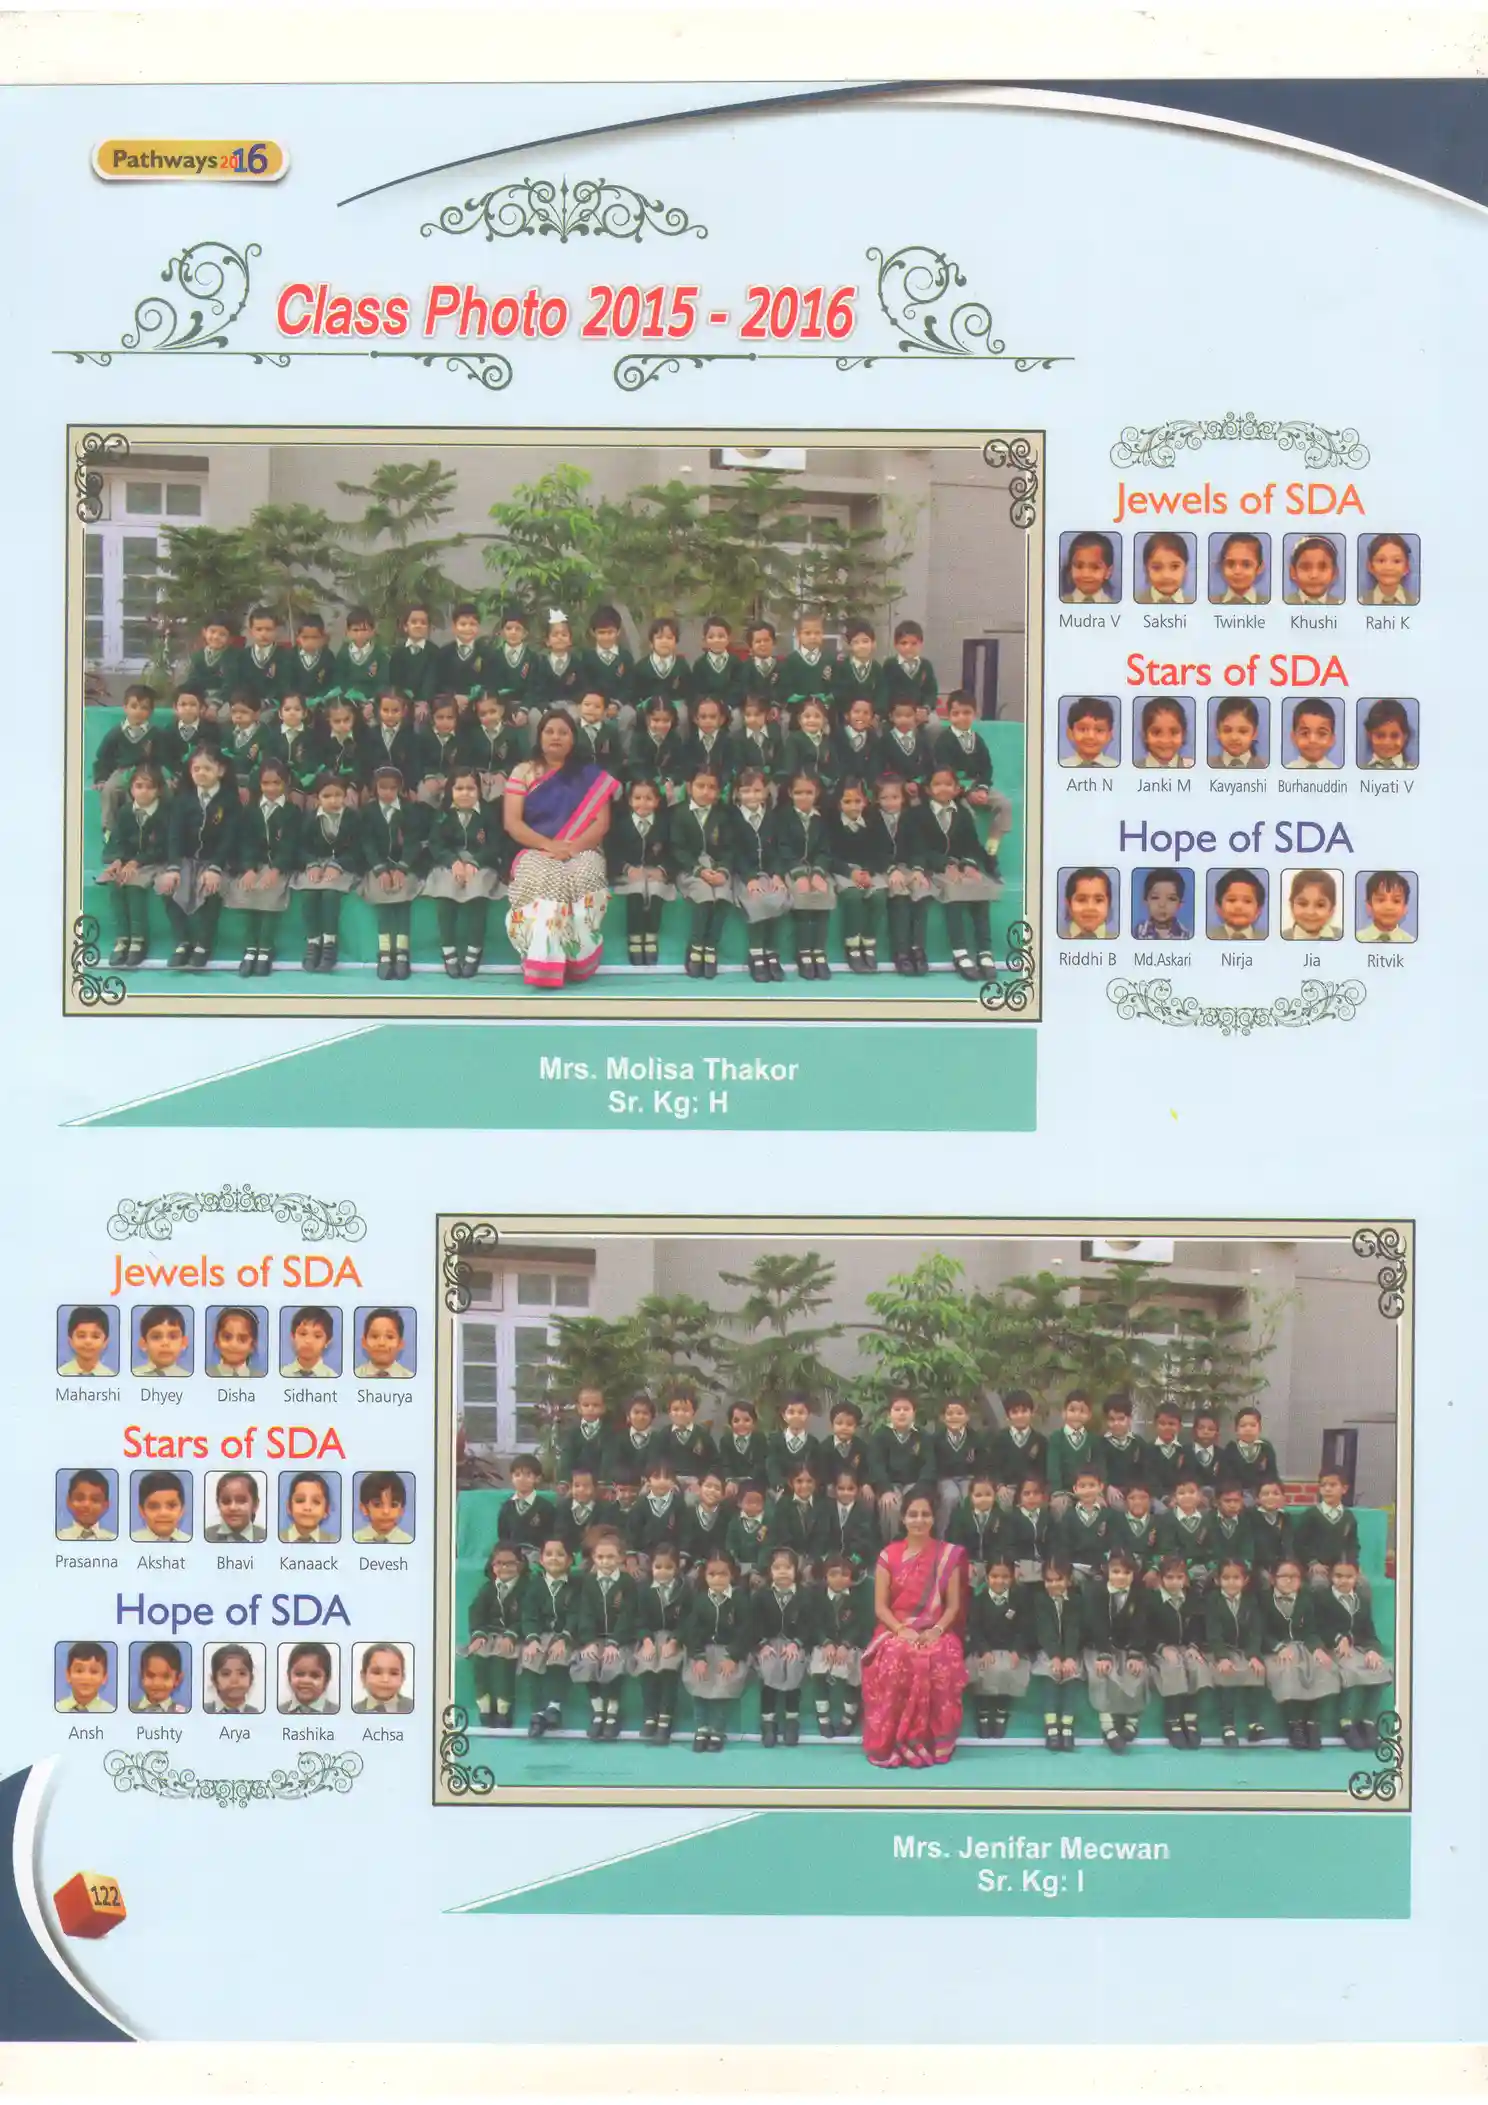 Pathways 2016
Class Photo 2015 - 2016
Jewels of SDA
Mudra V Sakshi Twinkle Khushi Rahi K
Stars of SDA
Arth N Janki M Kavyanshi Burhanuddin Niyati V
Hope of SDA
Riddhi B Md.Askari Nirja Jia Ritvik
Mrs. Molisa Thakor
Sr. Kg: H
Jewels of SDA
Maharshi Dhyey Disha Sidhant Shaurya
Stars of SDA
Prasanna Akshat Bhavi Kanaack Devesh
Hope of SDA
Ansh Pushty Arya Rashika Achsa
Mrs. Jenifar Mecwan
Sr. Kg: I
122